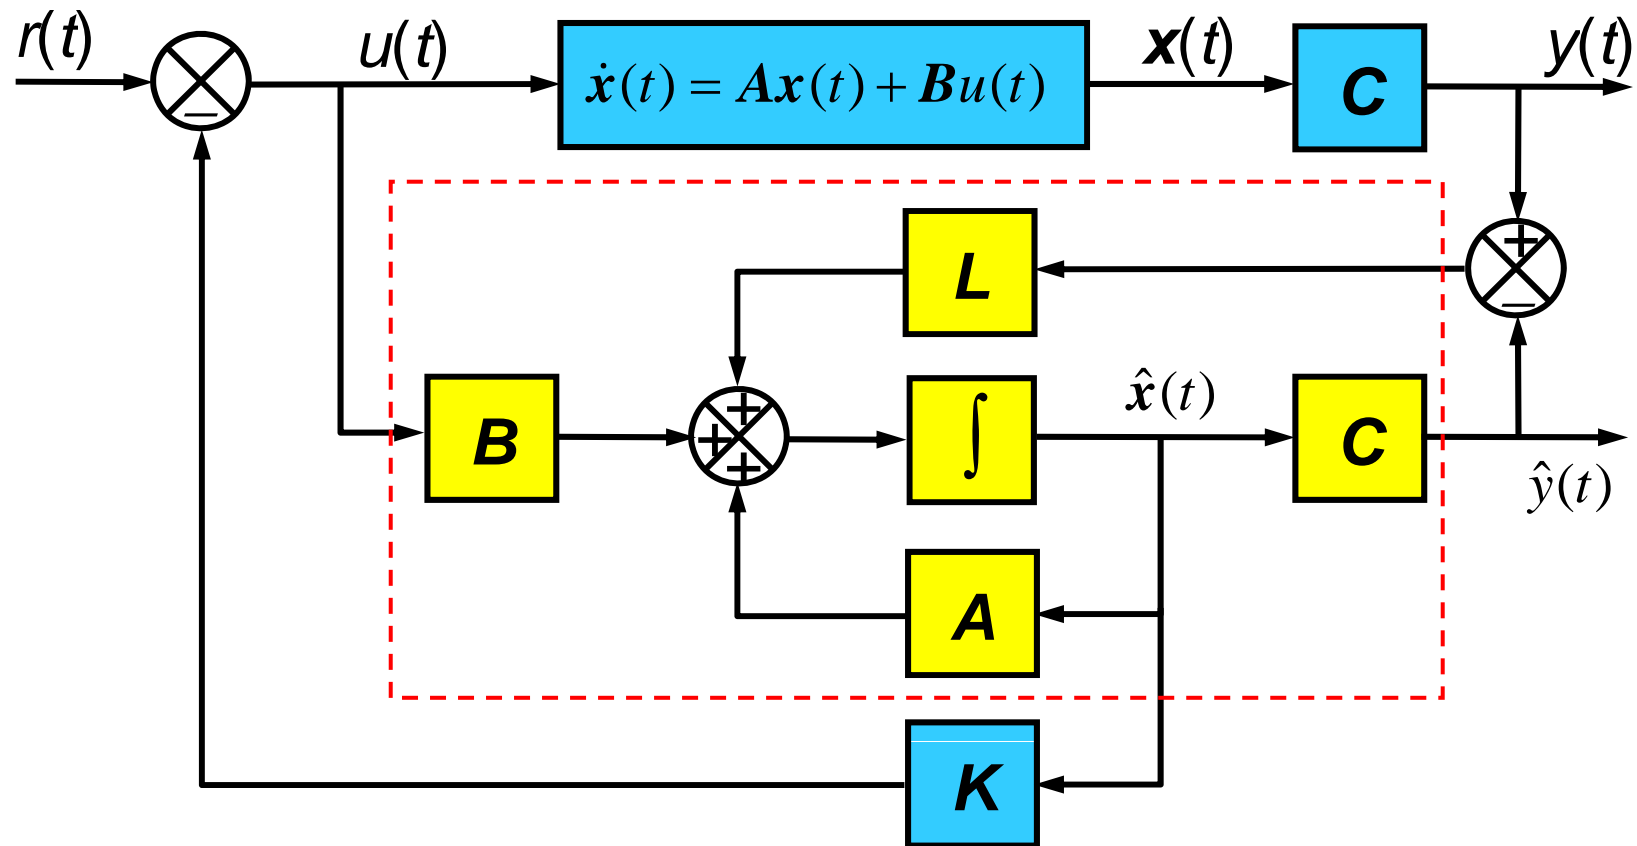 r(t)
u(t)
ẋ(t) = Ax(t) + Bu(t)
x(t)
C
y(t)
−
L
+
−
B
+
+
+
∫
x̂(t)
C
ŷ(t)
A
K